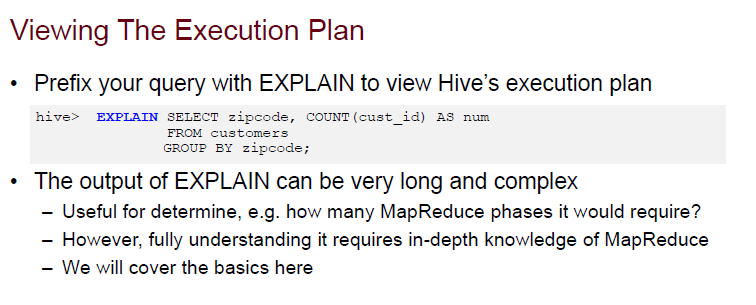 Viewing The Execution Plan
• Prefix your query with EXPLAIN to view Hive's execution plan
hive> EXPLAIN SELECT zipcode, COUNT(cust_id) AS num
FROM customers
GROUP BY zipcode;
• The output of EXPLAIN can be very long and complex
– Useful for determine, e.g. how many MapReduce phases it would require?
– However, fully understanding it requires in-depth knowledge of MapReduce
– We will cover the basics here